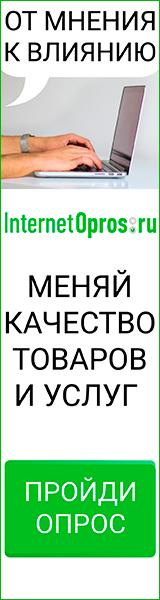 ОТ МНЕНИЯ
К ВЛИЯНИЮ
InternetOpros.ru
МЕНЯЙ
КАЧЕСТВО
ТОВАРОВ
И УСЛУГ
ПРОЙДИ
ОПРОС